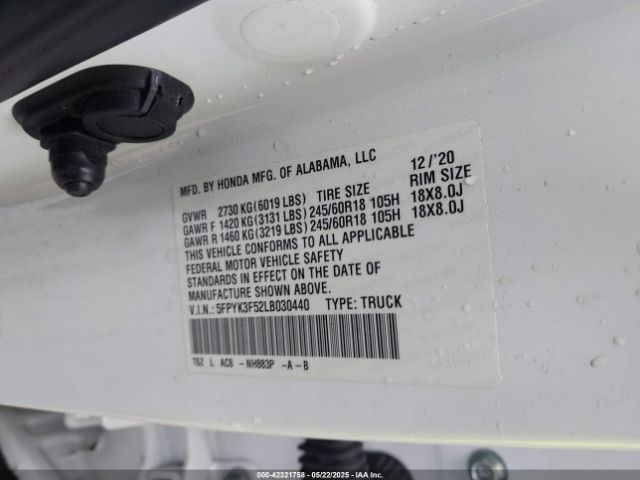 MFD. BY HONDA MFG. OF ALABAMA, LLC 12/'20
GVWR 2730 KG(6019 LBS) TIRE SIZE RIM SIZE
GAWR F 1420 KG(3131 LBS) 245/60R18 105H 18X8.0J
GAWR R 1460 KG(3219 LBS) 245/60R18 105H 18X8.0J
THIS VEHICLE CONFORMS TO ALL APPLICABLE
FEDERAL MOTOR VEHICLE SAFETY
STANDARDS IN EFFECT ON THE DATE OF
MANUFACTURE SHOWN ABOVE.
V.I.N.: 5FPYK3F52LB030440 TYPE: TRUCK
T6Z L AC8 -NH883P -A-B
00-42321758 - 05/22/2025 - IAA Inc.